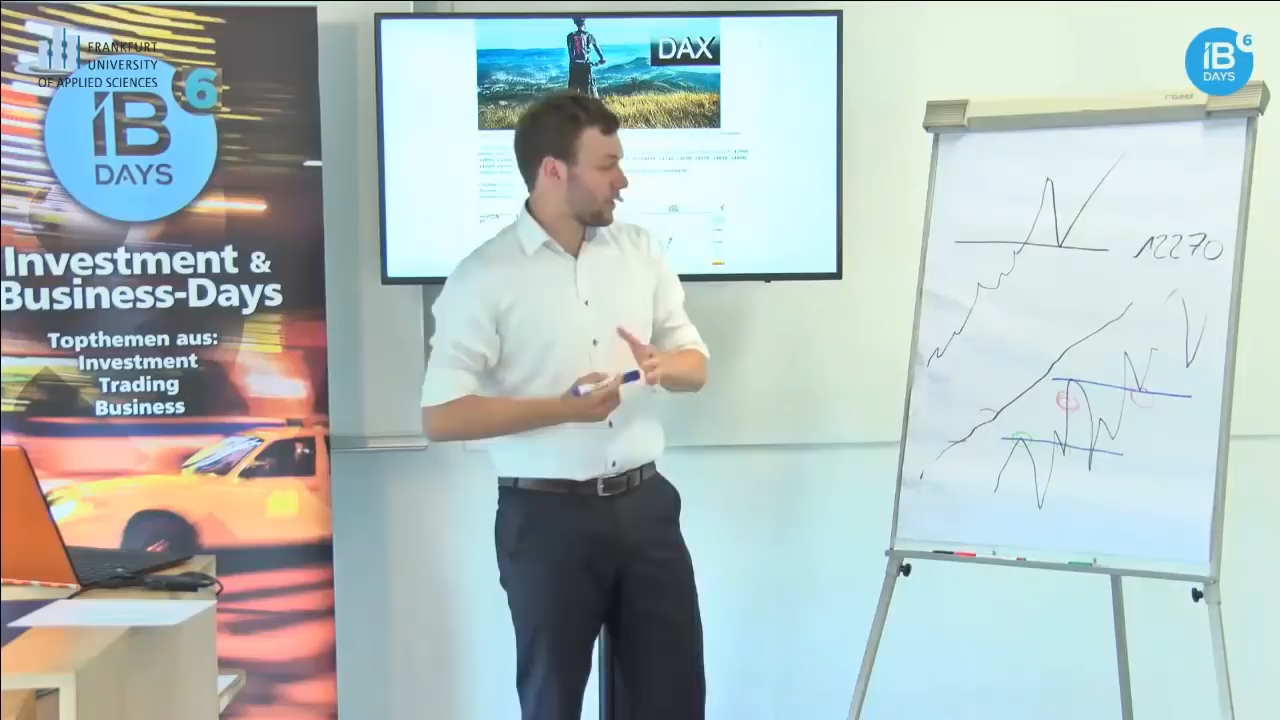 FRANKFURT
UNIVERSITY
OF APPLIED SCIENCES
iB 6
DAYS
Investment &
Business-Days
Topthemen aus:
Investment
Trading
Business
DAX
iB 6
DAYS
12270